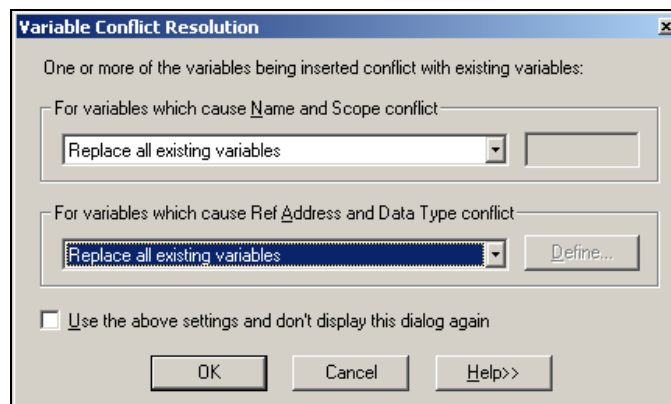 Variable Conflict Resolution
One or more of the variables being inserted conflict with existing variables:
For variables which cause Name and Scope conflict
Replace all existing variables
For variables which cause Ref Address and Data Type conflict
Replace all existing variables
Define...
Use the above settings and don't display this dialog again
OK
Cancel
Help>>